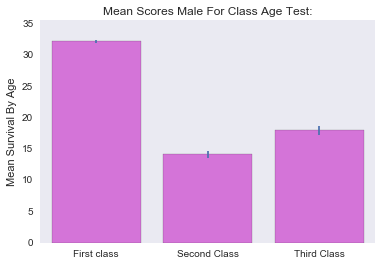 Mean Scores Male For Class Age Test:
35
30
25
20
15
10
5
0
Mean Survival By Age
First class
Second Class
Third Class